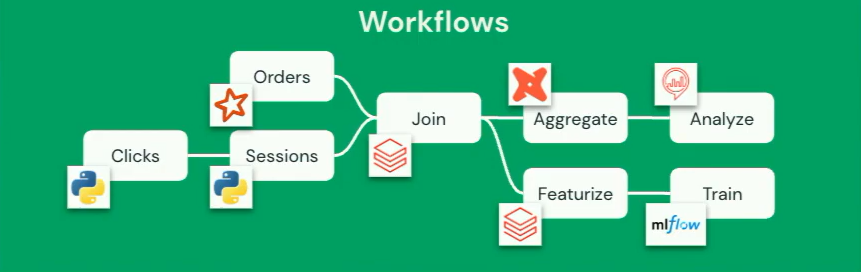 Workflows
Orders
Join
Aggregate
Analyze
Clicks
Sessions
Featurize
Train
mlflow